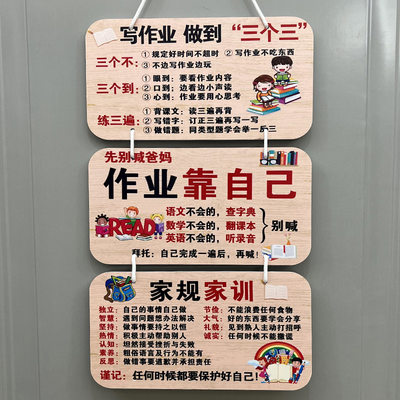 写作业 做到 “三个三”
三个不: ① 规定好时间不超时 ② 写作业不吃东西
③ 不边写作业边玩
三个到: ① 眼到: 要看作业内容
② 口到: 边看边小声读
③ 心到: 作业要用心思考
练三遍: ① 背课文: 读三遍再背
② 写错字: 订正三遍再写一写
③ 做错题: 同类型题学会举一反三
先别喊爸妈
作业靠自己
READ
语文不会的, 查字典
数学不会的, 翻课本
英语不会的, 听录音
别喊
拜托: 自己完成一遍后, 再喊!
家规家训
独立: 自己的事情自己做 节俭: 不能浪费任何食物
智慧: 遇到问题想办法解决 大气: 好的东西要学会分享
坚持: 做事情要持之以恒 礼貌: 见到熟人主动打招呼
热情: 积极主动帮助别人 诚实: 任何时候不能撒谎
认知: 坦然接受挫折与失败
素养: 粗俗语言及行为不能有
反思: 做错事要道歉并反思
谨记: 任何时候都要保护好自己!